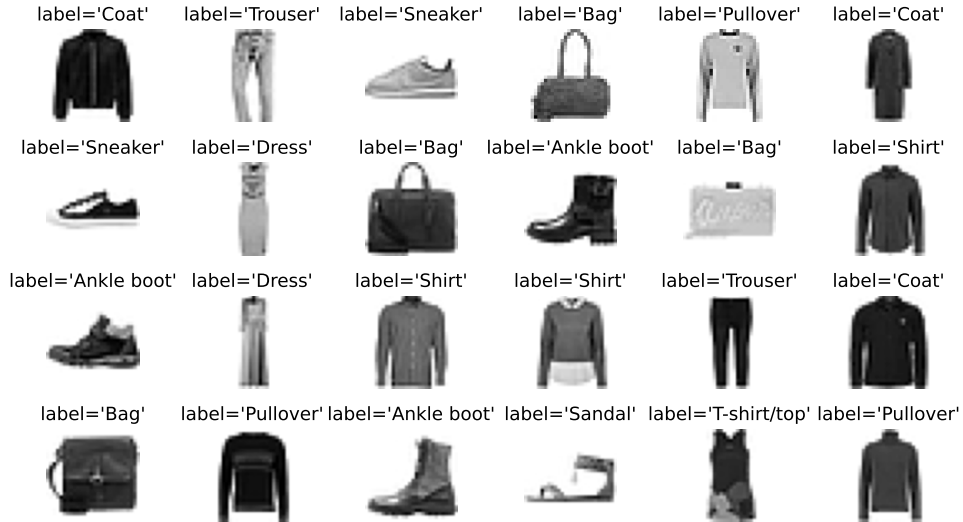 label='Coat' label='Trouser' label='Sneaker' label='Bag' label='Pullover' label='Coat'
label='Sneaker' label='Dress' label='Bag' label='Ankle boot' label='Bag' label='Shirt'
label='Ankle boot' label='Dress' label='Shirt' label='Shirt' label='Trouser' label='Coat'
label='Bag' label='Pullover' label='Ankle boot' label='Sandal' label='T-shirt/top' label='Pullover'